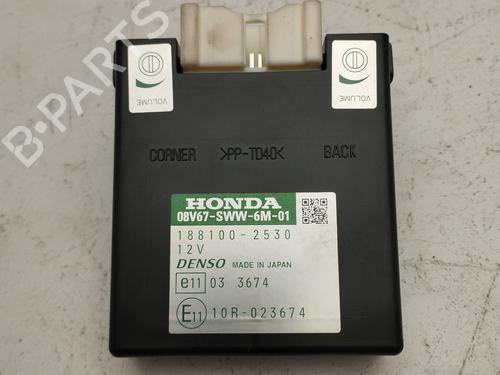 VOLUME
VOLUME
CORNER >PP-TD40< BACK
HONDA
08V67-SWW-6M-01
188100-2530
12V
DENSO MADE IN JAPAN
e11 03 3674
E11 10R-023674
B-PARTS